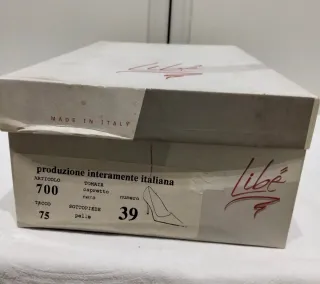 Libé
MADE IN ITALY
produzione interamente italiana
ARTICOLO TOMAIA numero
700 capretto 39
nero
TACCO SOTTOPIEDE
75 pelle
Libé